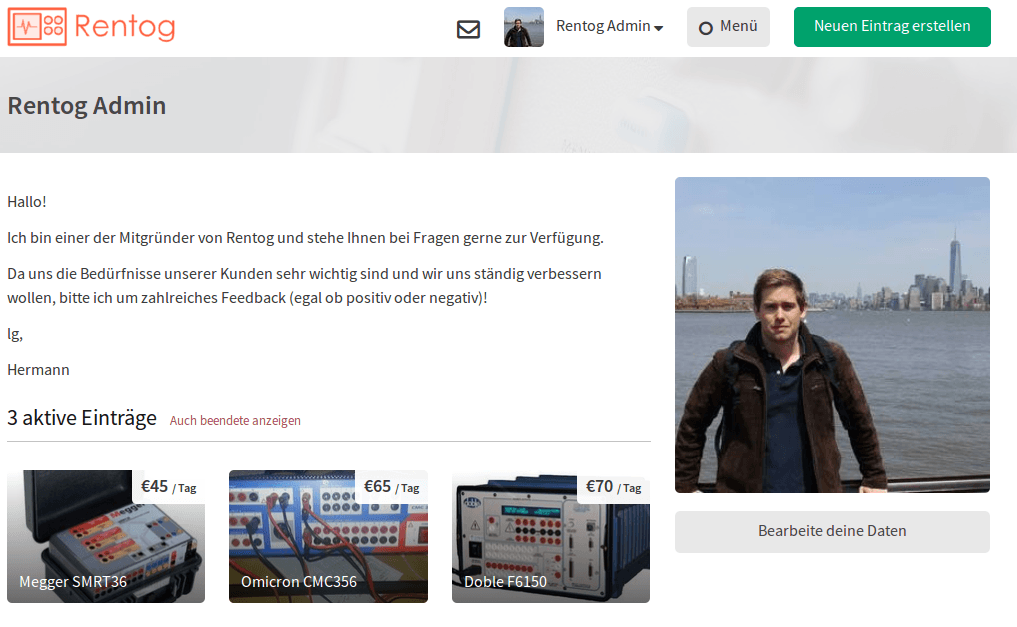 Rentog
Rentog Admin
Menü
Neuen Eintrag erstellen
Rentog Admin
Hallo!
Ich bin einer der Mitgründer von Rentog und stehe Ihnen bei Fragen gerne zur Verfügung.
Da uns die Bedürfnisse unserer Kunden sehr wichtig sind und wir uns ständig verbessern
wollen, bitte ich um zahlreiches Feedback (egal ob positiv oder negativ)!
lg,
Hermann
3 aktive Einträge Auch beendete anzeigen
€45 / Tag
Megger
Megger SMRT36
€65 / Tag
Omicron CMC356
€70 / Tag
doble
Doble F6150
Bearbeite deine Daten